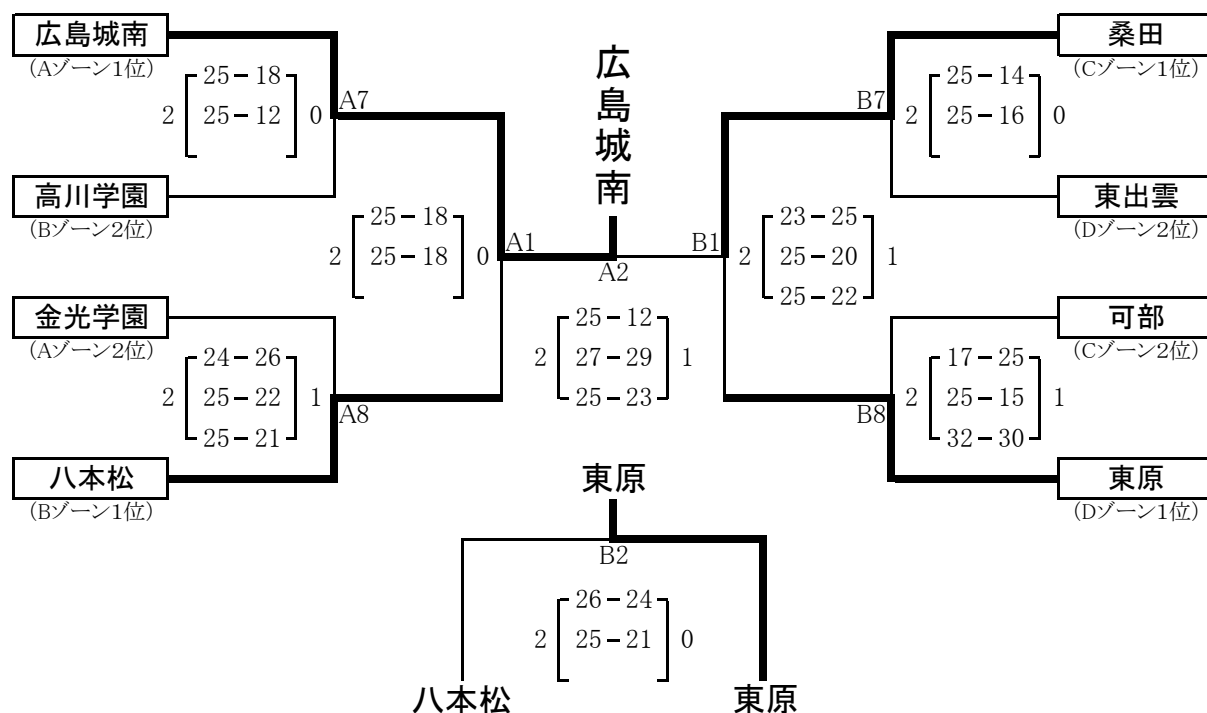 広島城南
(Aゾーン1位)
2 25-18 0
25-12
A7
高川学園
(Bゾーン2位)
2 25-18 0
25-18
A1
金光学園
(Aゾーン2位)
24-26
2 25-22 1
25-21
A8
八本松
(Bゾーン1位)
広島城南
A2
25-12
2 27-29 1
25-23
桑田
(Cゾーン1位)
B7
25-14
2 25-16 0
東出雲
(Dゾーン2位)
B1
23-25
2 25-20 1
25-22
可部
(Cゾーン2位)
17-25
2 25-15 1
32-30
B8
東原
(Dゾーン1位)
東原
B2
26-24
2 25-21 0
八本松
東原